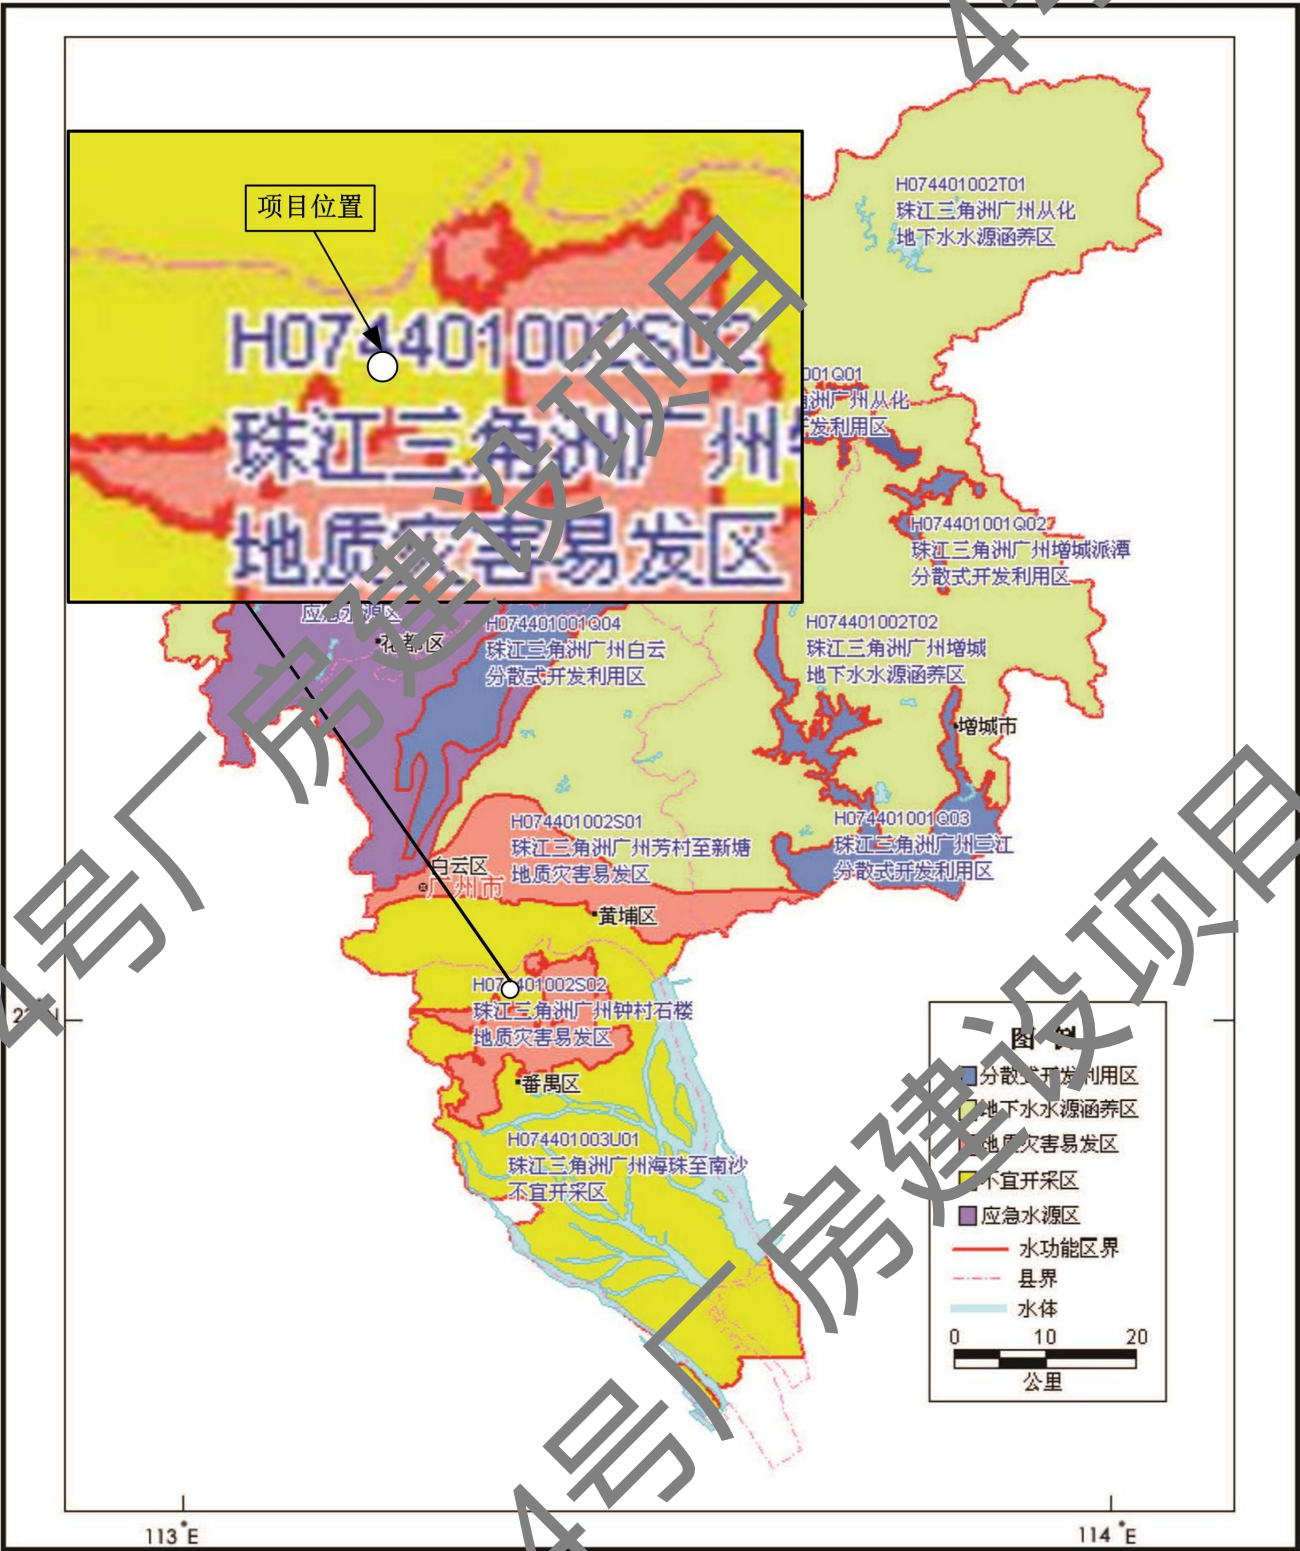 项目位置
H074401002S02
珠江三角洲广州
地质灾害易发区
H074401002T01
珠江三角洲广州从化
地下水水源涵养区
001Q01
洲广州从化
发利用区
H074401001Q02
珠江三角洲广州增城派潭
分散式开发利用区
应急水源区
花都区
H074401001Q04
珠江三角洲广州白云
分散式开发利用区
H074401002T02
珠江三角洲广州增城
地下水水源涵养区
增城市
H074401002S01
珠江三角洲广州芳村至新塘
地质灾害易发区
H074401001Q03
珠江三角洲广州三江
分散式开发利用区
白云区
广州市
黄埔区
H074401002S02
珠江三角洲广州钟村石楼
地质灾害易发区
番禺区
H074401003U01
珠江三角洲广州海珠至南沙
不宜开采区
图 例
分散式开发利用区
地下水水源涵养区
地质灾害易发区
不宜开采区
应急水源区
水功能区界
县界
水体
0 10 20
公里
113°E
114°E
4号厂房建设项目
4号厂房建设项目